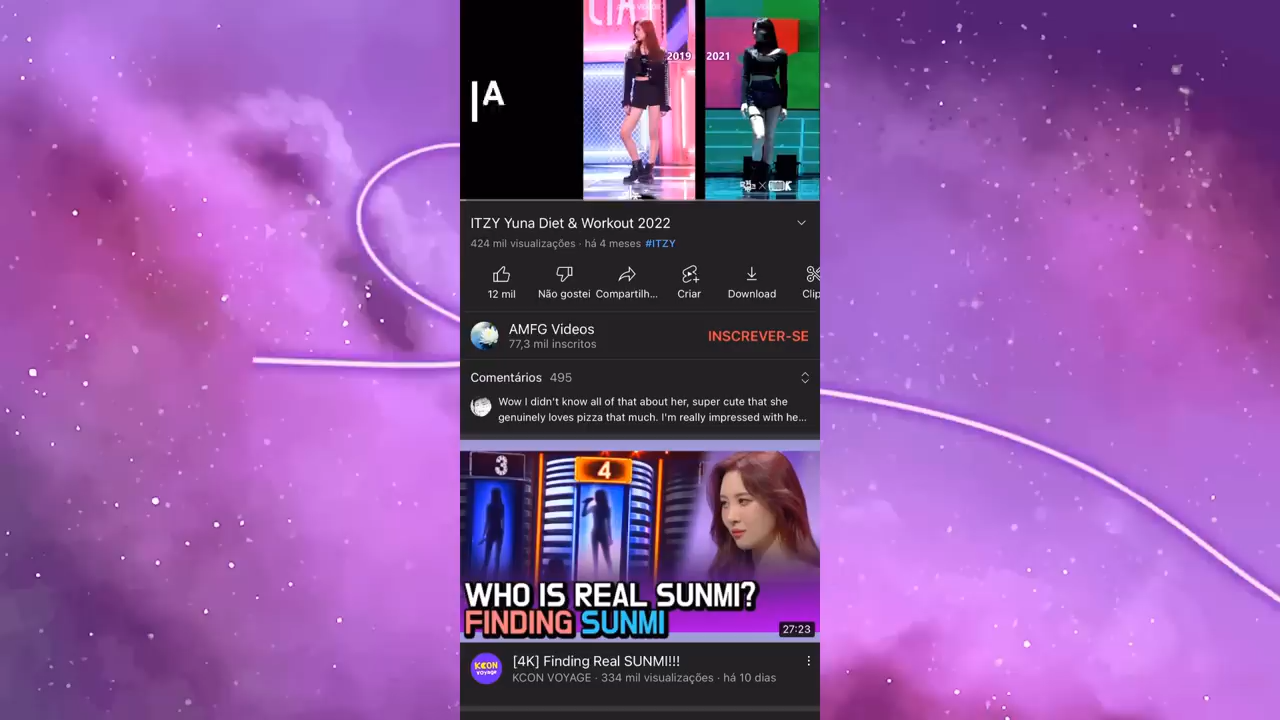 IA
2019
2021
ITZY Yuna Diet & Workout 2022
424 mil visualizações · há 4 meses #ITZY
12 mil
Não gostei
Compartilh...
Criar
Download
Clip
AMFG Videos
77,3 mil inscritos
INSCREVER-SE
Comentários 495
Wow I didn't know all of that about her, super cute that she
genuinely loves pizza that much. I'm really impressed with he...
3
4
WHO IS REAL SUNMI?
FINDING SUNMI
27:23
KCON
VOYAGE
[4K] Finding Real SUNMI!!!
KCON VOYAGE · 334 mil visualizações · há 10 dias